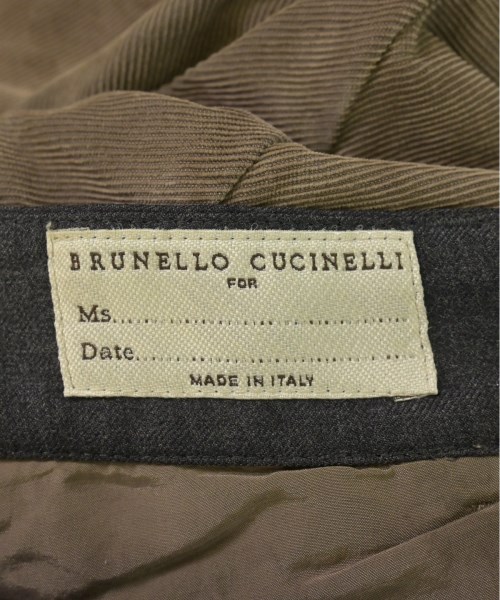 BRUNELLO CUCINELLI
FOR
Ms..............................
Date............................
MADE IN ITALY